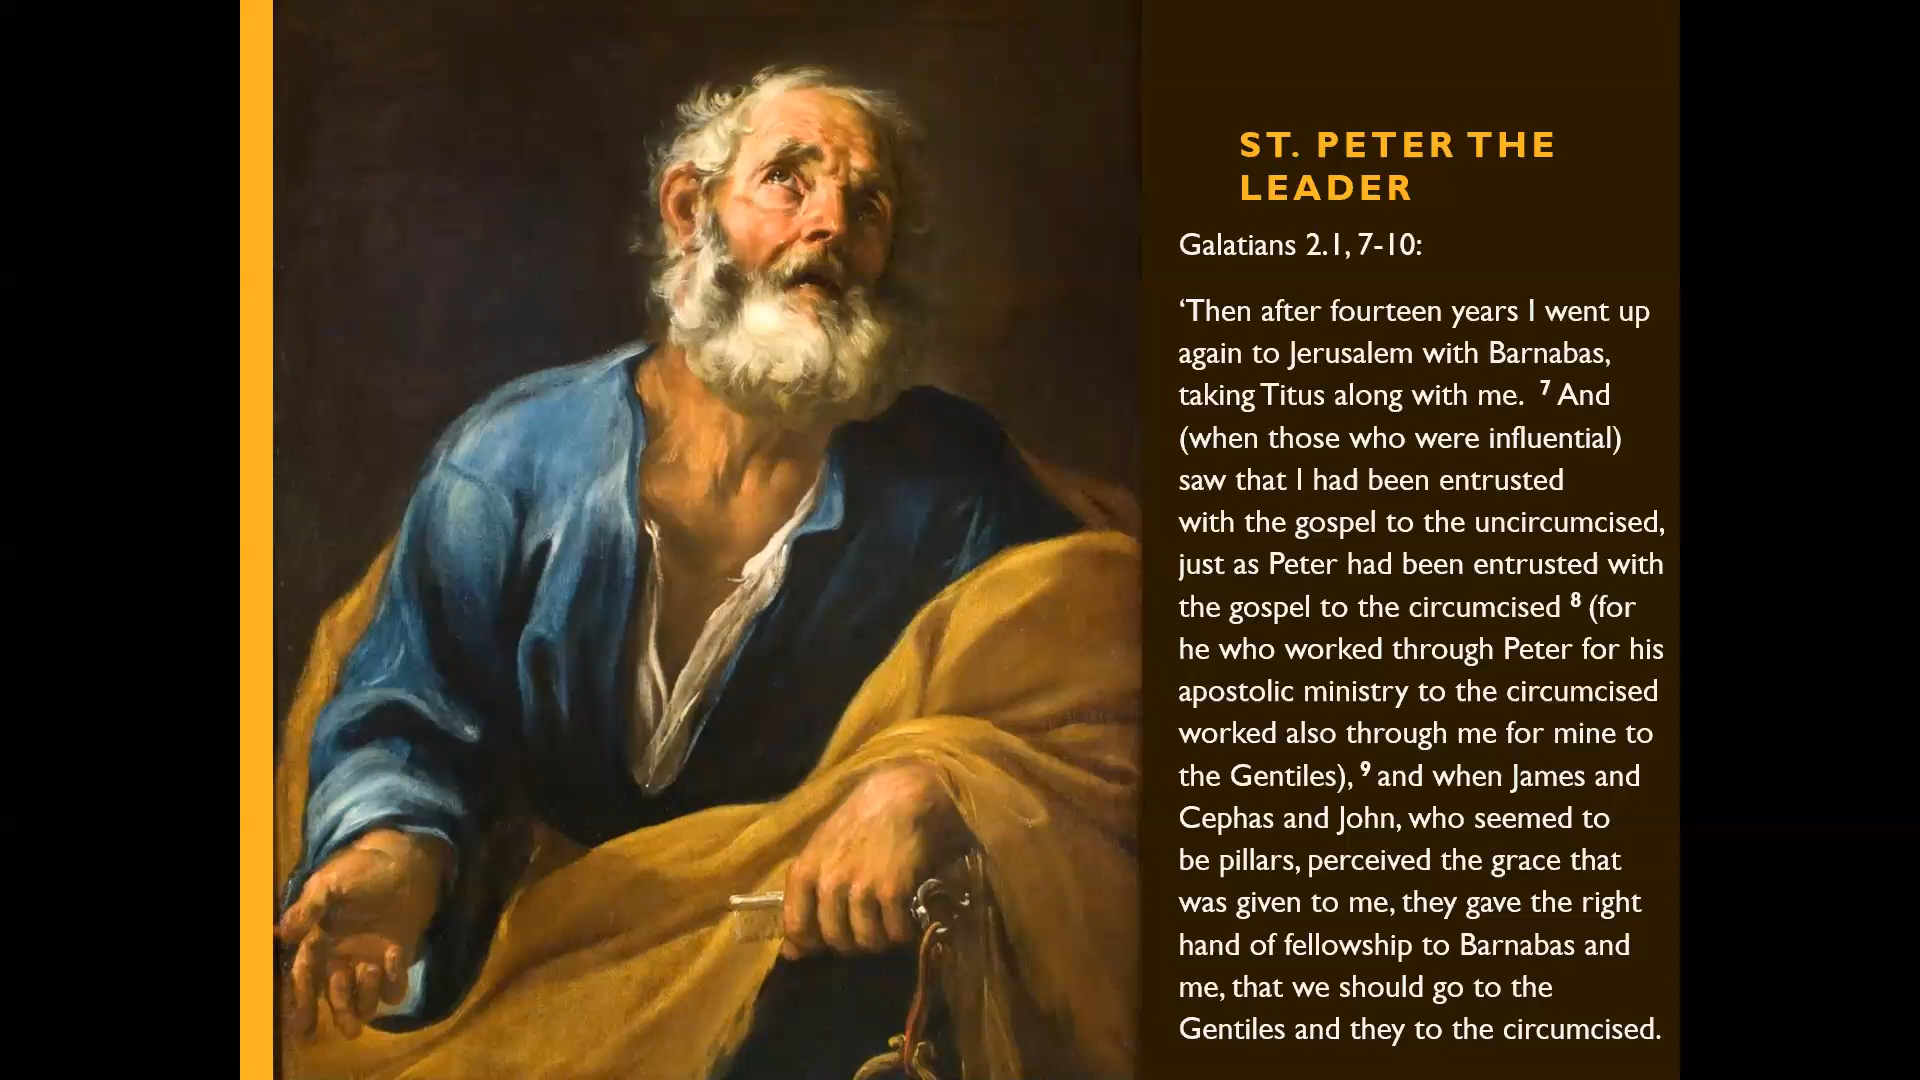 ST. PETER THE
LEADER
Galatians 2.1, 7-10:
‘Then after fourteen years I went up
again to Jerusalem with Barnabas,
taking Titus along with me. ⁷ And
(when those who were influential)
saw that I had been entrusted
with the gospel to the uncircumcised,
just as Peter had been entrusted with
the gospel to the circumcised ⁸ (for
he who worked through Peter for his
apostolic ministry to the circumcised
worked also through me for mine to
the Gentiles), ⁹ and when James and
Cephas and John, who seemed to
be pillars, perceived the grace that
was given to me, they gave the right
hand of fellowship to Barnabas and
me, that we should go to the
Gentiles and they to the circumcised.